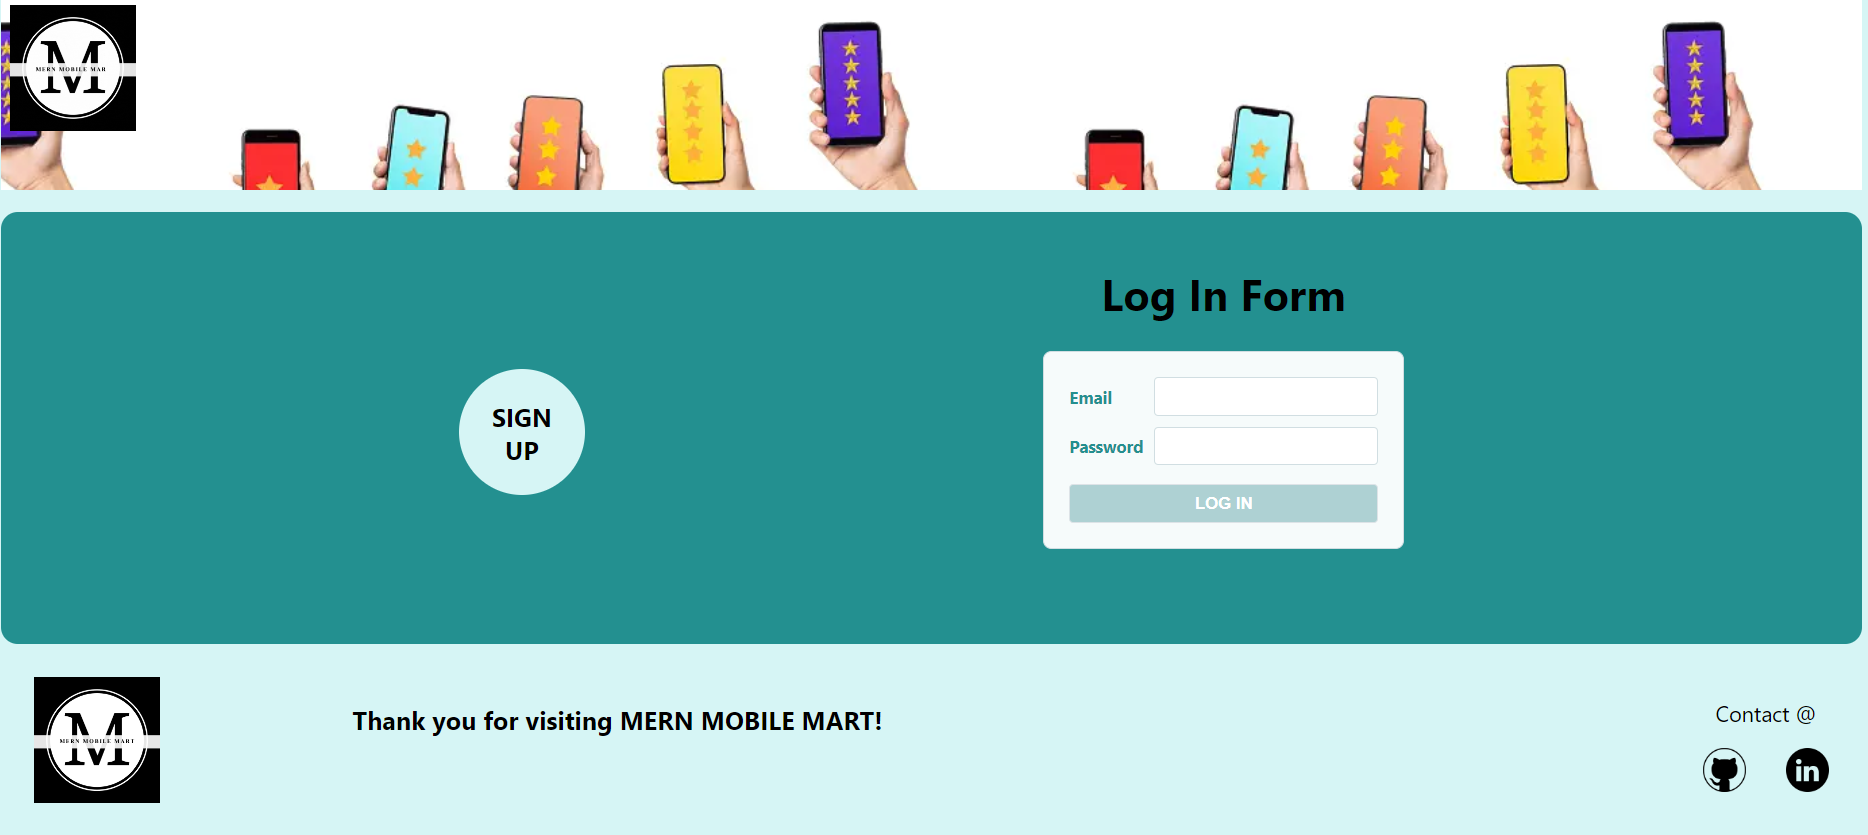 M
MERN MOBILE MAR
Log In Form
SIGN
UP
Email
Password
LOG IN
M
MERN MOBILE MART
Thank you for visiting MERN MOBILE MART!
Contact @
in